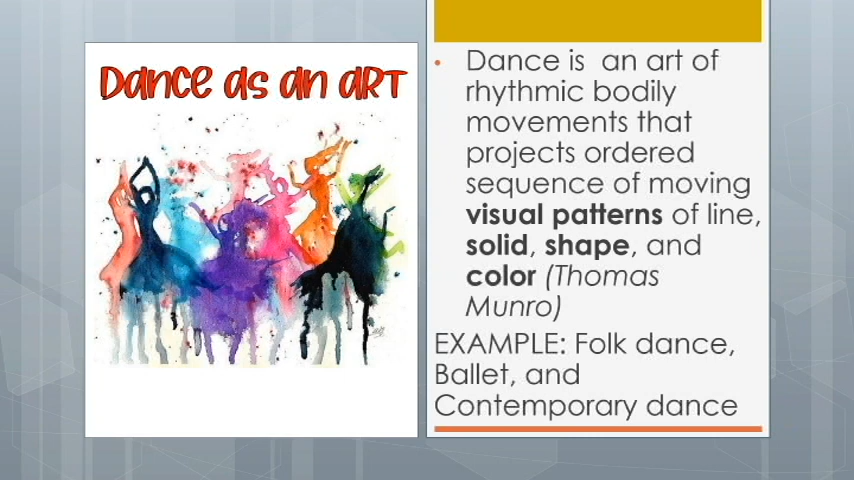 Dance as an art
Dance is an art of
rhythmic bodily
movements that
projects ordered
sequence of moving
visual patterns of line,
solid, shape, and
color (Thomas
Munro)
EXAMPLE: Folk dance,
Ballet, and
Contemporary dance